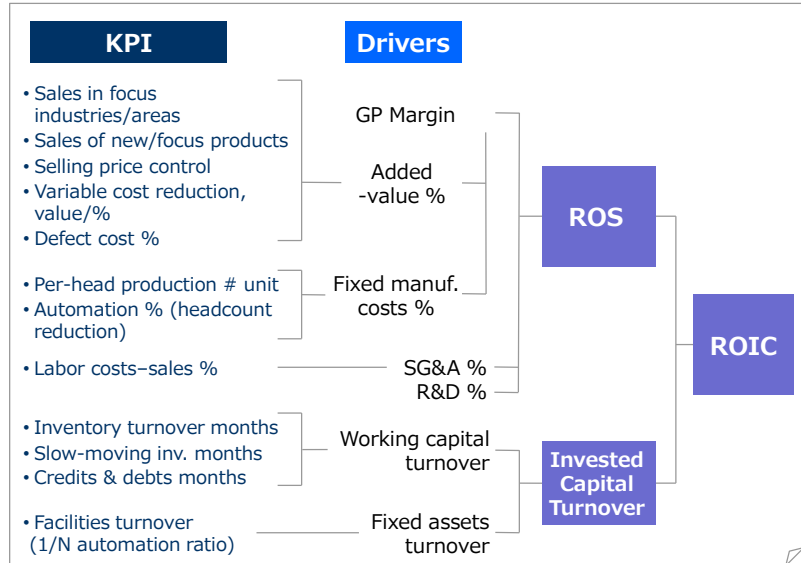 KPI
Drivers
• Sales in focus
industries/areas
• Sales of new/focus products
• Selling price control
• Variable cost reduction,
value/%
• Defect cost %
• Per-head production # unit
• Automation % (headcount
reduction)
• Labor costs–sales %
• Inventory turnover months
• Slow-moving inv. months
• Credits & debts months
• Facilities turnover
(1/N automation ratio)
GP Margin
Added
-value %
Fixed manuf.
costs %
SG&A %
R&D %
Working capital
turnover
Fixed assets
turnover
ROS
Invested
Capital
Turnover
ROIC